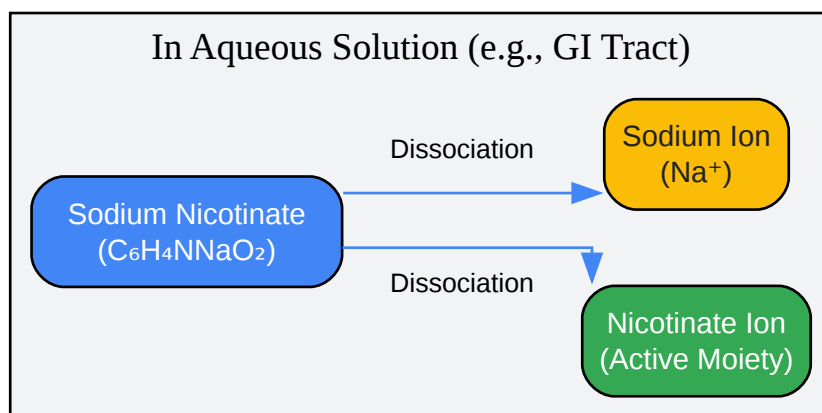 In Aqueous Solution (e.g., GI Tract)
Dissociation
Sodium Ion
(Na⁺)
Sodium Nicotinate
(C₆H₄NNaO₂)
Dissociation
Nicotinate Ion
(Active Moiety)